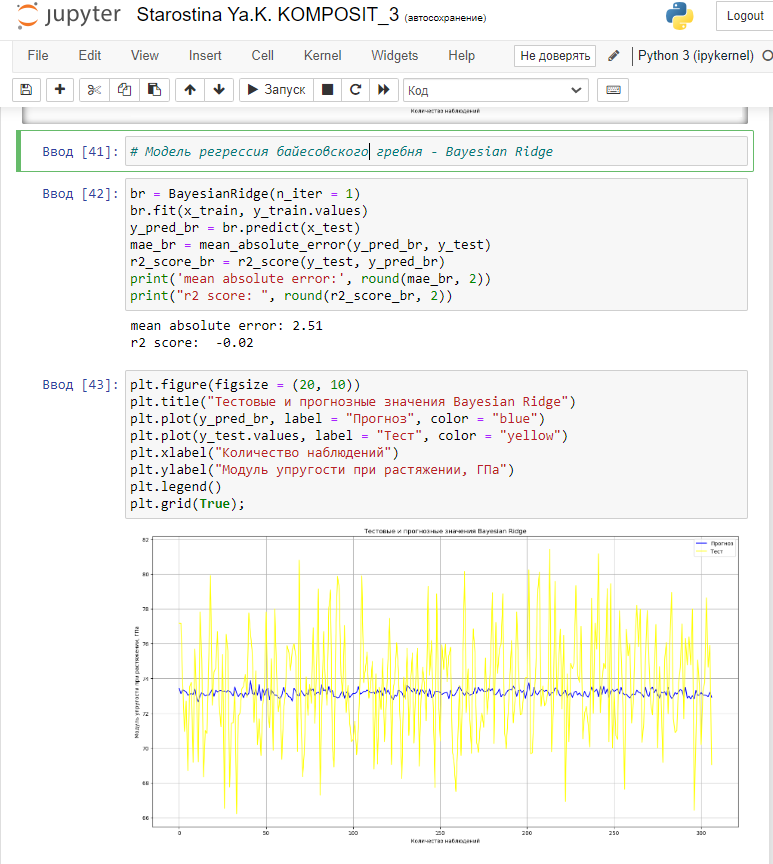 jupyter Starostina Ya.K. KOMPOSIT_3 (автосохранение)
Logout
File Edit View Insert Cell Kernel Widgets Help Не доверять Python 3 (ipykernel)
Запуск Код
Количество наблюдений
Ввод [41]: # Модель регрессия байесовского гребня - Bayesian Ridge
Ввод [42]: br = BayesianRidge(n_iter = 1)
br.fit(x_train, y_train.values)
y_pred_br = br.predict(x_test)
mae_br = mean_absolute_error(y_pred_br, y_test)
r2_score_br = r2_score(y_test, y_pred_br)
print('mean absolute error:', round(mae_br, 2))
print("r2 score: ", round(r2_score_br, 2))
mean absolute error: 2.51
r2 score:  -0.02
Ввод [43]: plt.figure(figsize = (20, 10))
plt.title("Тестовые и прогнозные значения Bayesian Ridge")
plt.plot(y_pred_br, label = "Прогноз", color = "blue")
plt.plot(y_test.values, label = "Тест", color = "yellow")
plt.xlabel("Количество наблюдений")
plt.ylabel("Модуль упругости при растяжении, ГПа")
plt.legend()
plt.grid(True);
Тестовые и прогнозные значения Bayesian Ridge
Прогноз
Тест
Модуль упругости при растяжении, ГПа
82
80
78
76
74
72
70
68
66
0 50 100 150 200 250 300
Количество наблюдений